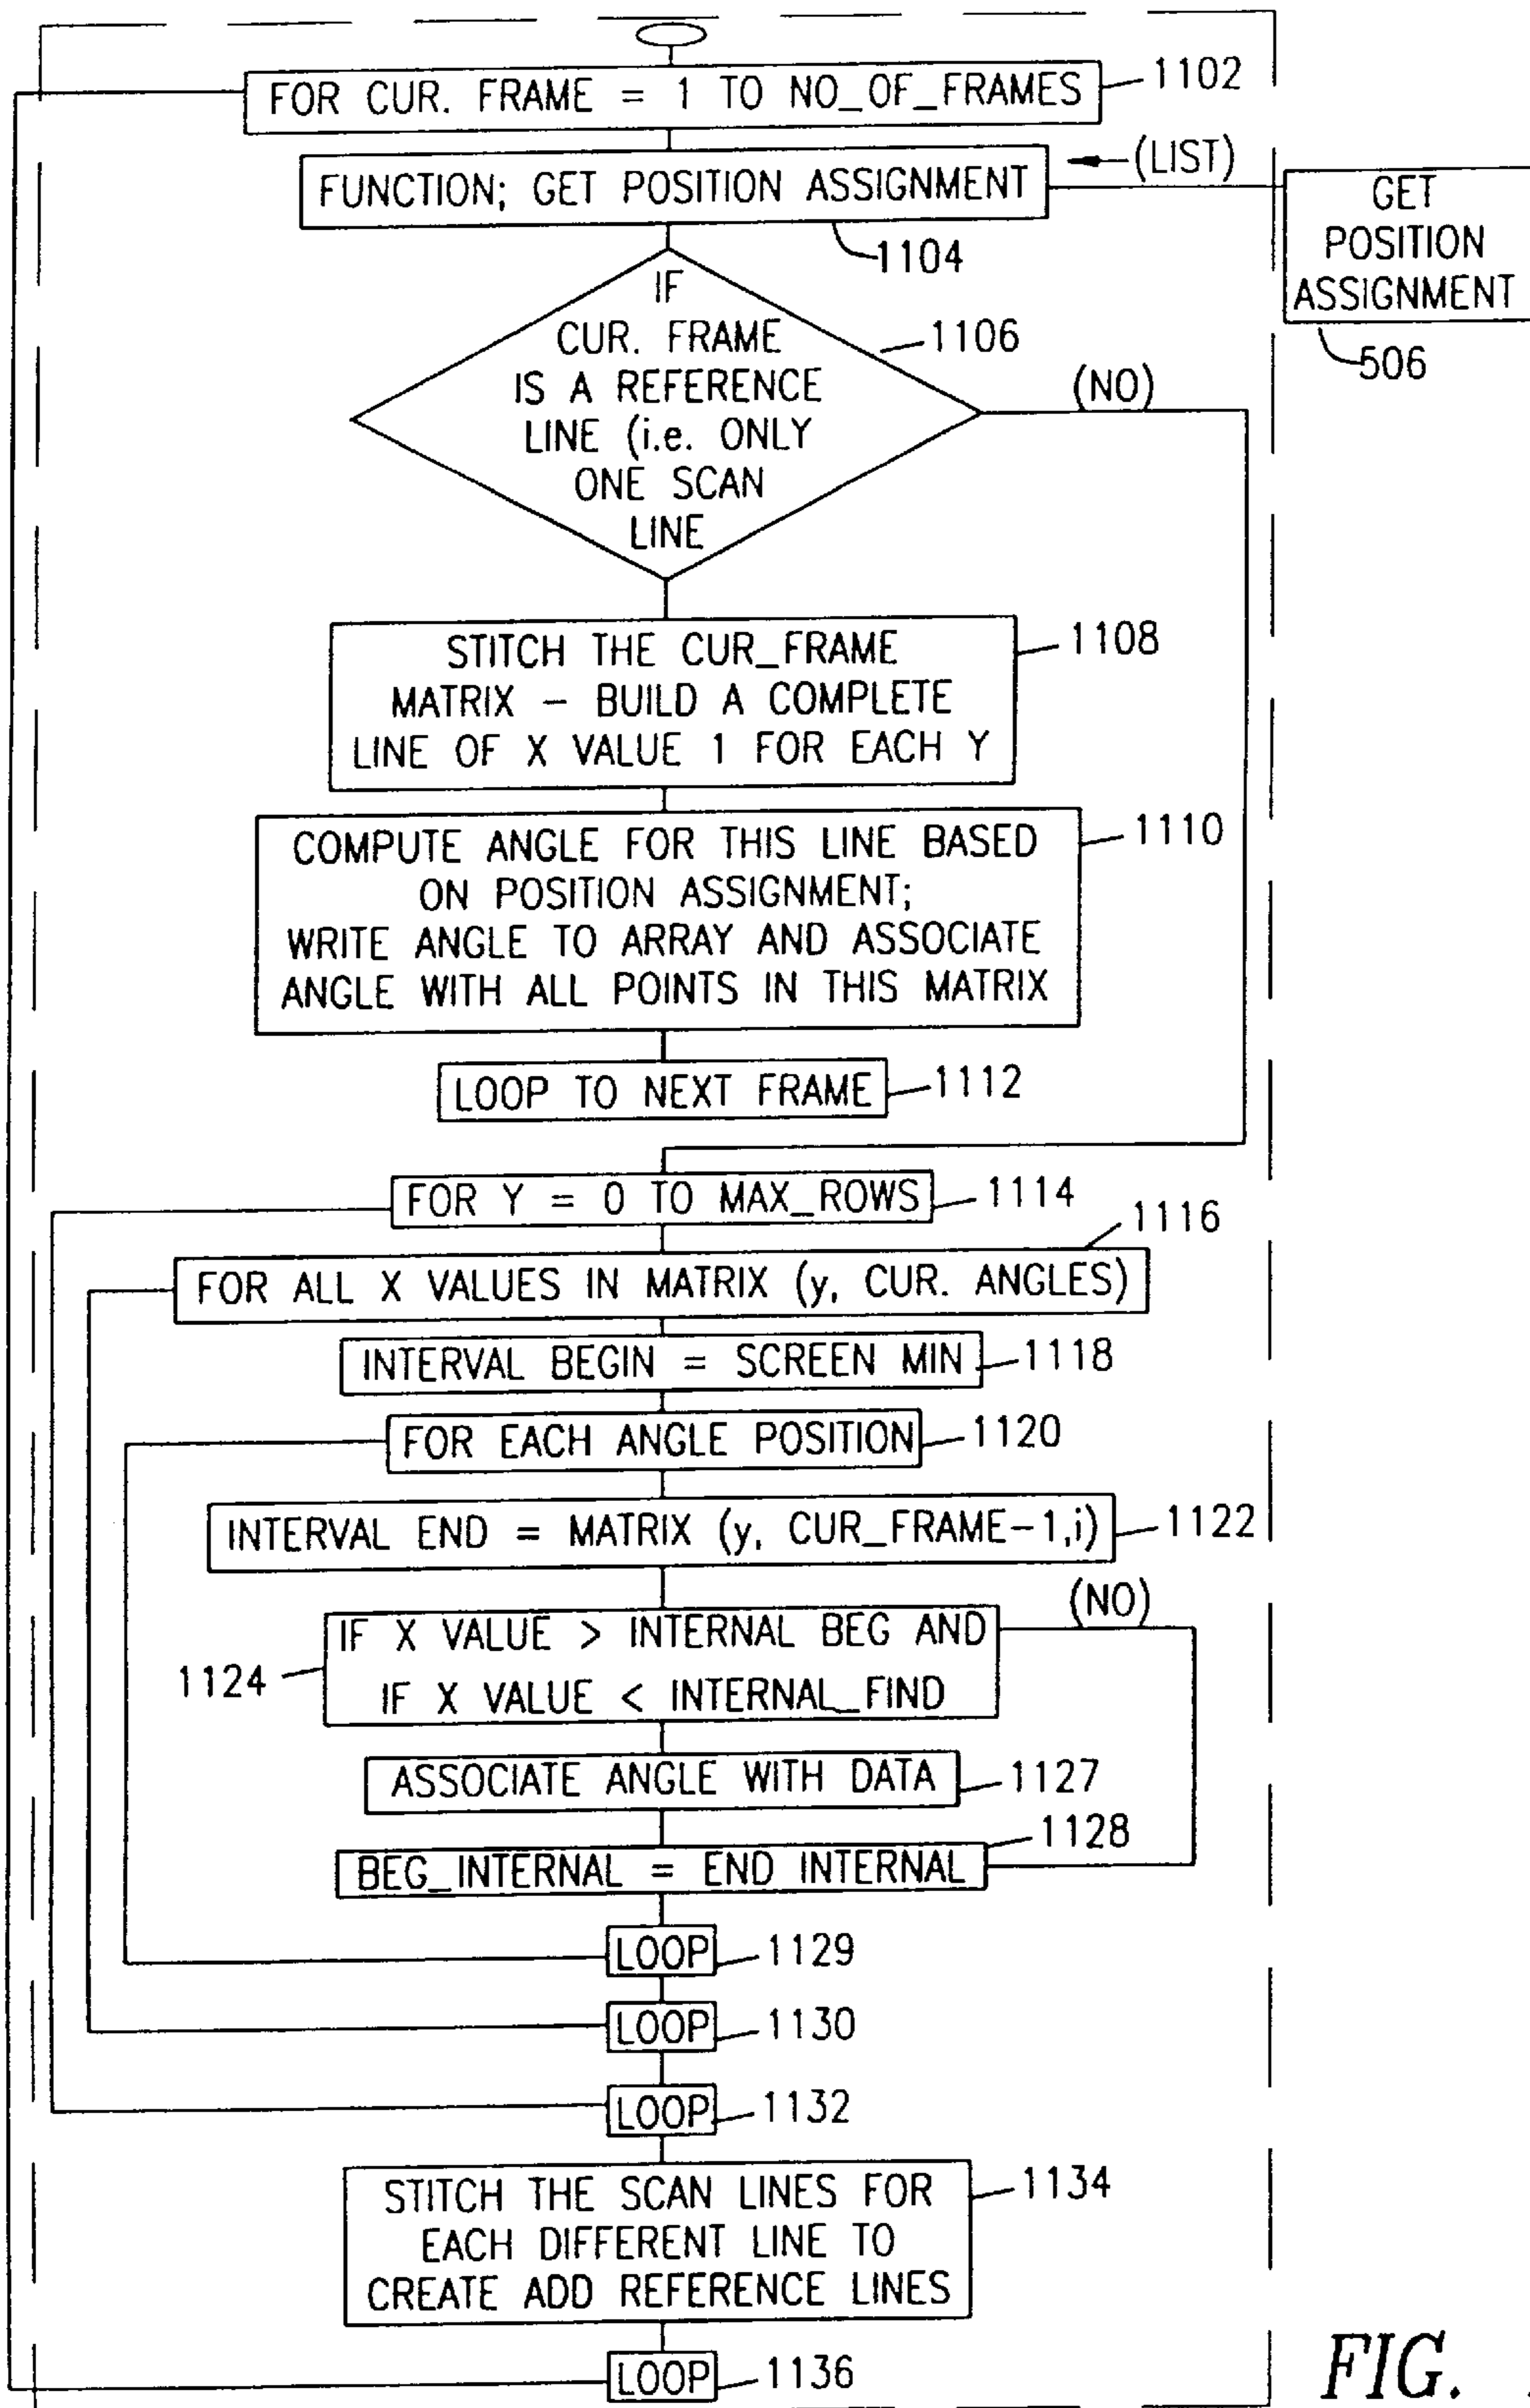 FOR CUR. FRAME = 1 TO NO_OF_FRAMES
1102
FUNCTION; GET POSITION ASSIGNMENT
(LIST)
1104
GET
POSITION
ASSIGNMENT
506
IF
CUR. FRAME
IS A REFERENCE
LINE (i.e. ONLY
ONE SCAN
LINE
1106
(NO)
STITCH THE CUR_FRAME
MATRIX – BUILD A COMPLETE
LINE OF X VALUE 1 FOR EACH Y
1108
COMPUTE ANGLE FOR THIS LINE BASED
ON POSITION ASSIGNMENT;
WRITE ANGLE TO ARRAY AND ASSOCIATE
ANGLE WITH ALL POINTS IN THIS MATRIX
1110
LOOP TO NEXT FRAME
1112
FOR Y = 0 TO MAX_ROWS
1114
1116
FOR ALL X VALUES IN MATRIX (y, CUR. ANGLES)
INTERVAL BEGIN = SCREEN MIN
1118
FOR EACH ANGLE POSITION
1120
INTERVAL END = MATRIX (y, CUR_FRAME–1,i)
1122
(NO)
IF X VALUE > INTERNAL BEG AND
IF X VALUE < INTERNAL_FIND
1124
ASSOCIATE ANGLE WITH DATA
1127
1128
BEG_INTERNAL = END INTERNAL
LOOP
1129
LOOP
1130
LOOP
1132
STITCH THE SCAN LINES FOR
EACH DIFFERENT LINE TO
CREATE ADD REFERENCE LINES
1134
LOOP
1136
FIG.